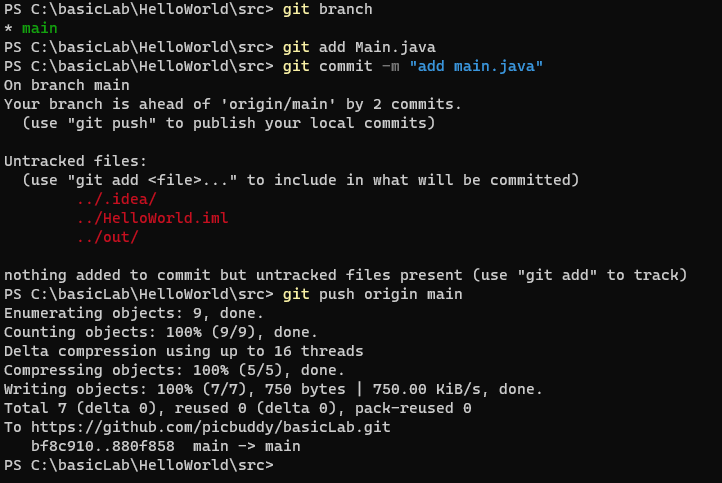 PS C:\basicLab\HelloWorld\src> git branch
* main
PS C:\basicLab\HelloWorld\src> git add Main.java
PS C:\basicLab\HelloWorld\src> git commit -m "add main.java"
On branch main
Your branch is ahead of 'origin/main' by 2 commits.
  (use "git push" to publish your local commits)

Untracked files:
  (use "git add <file>..." to include in what will be committed)
        ../.idea/
        ../HelloWorld.iml
        ../out/

nothing added to commit but untracked files present (use "git add" to track)
PS C:\basicLab\HelloWorld\src> git push origin main
Enumerating objects: 9, done.
Counting objects: 100% (9/9), done.
Delta compression using up to 16 threads
Compressing objects: 100% (5/5), done.
Writing objects: 100% (7/7), 750 bytes | 750.00 KiB/s, done.
Total 7 (delta 0), reused 0 (delta 0), pack-reused 0
To https://github.com/picbuddy/basicLab.git
   bf8c910..880f858  main -> main
PS C:\basicLab\HelloWorld\src>